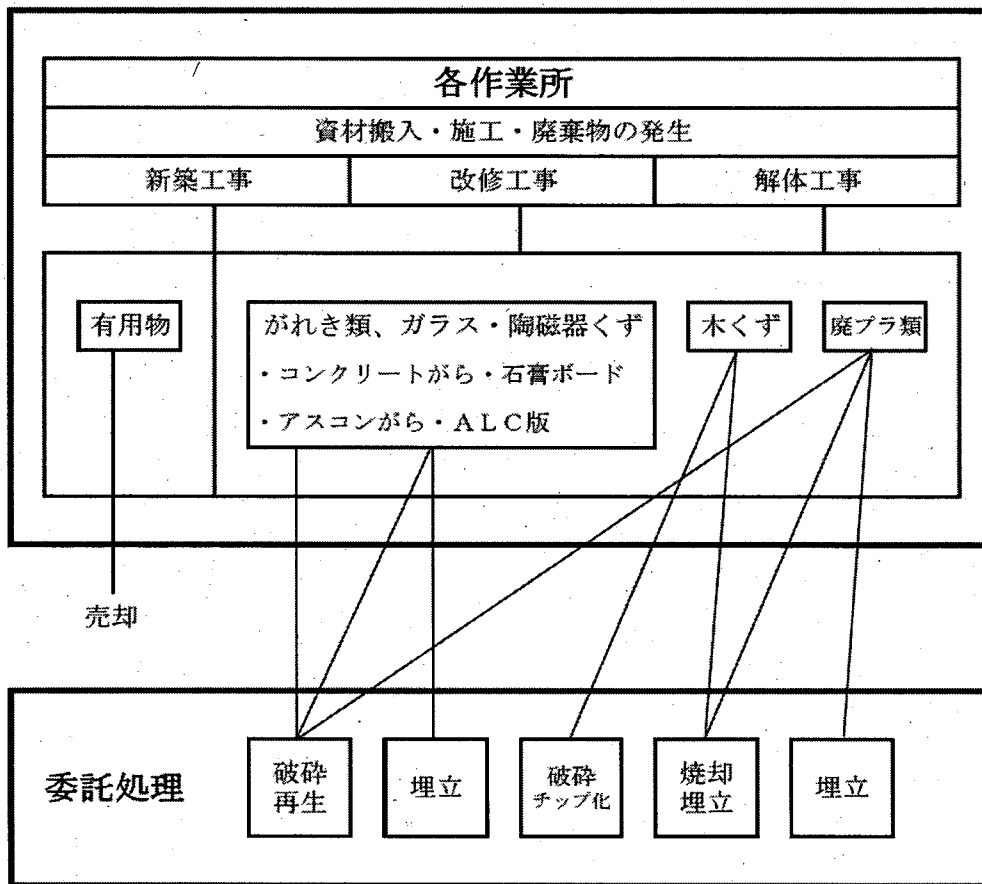 各作業所
資材搬入・施工・廃棄物の発生
新築工事
改修工事
解体工事
有用物
がれき類、ガラス・陶磁器くず
・コンクリートがら・石膏ボード
・アスコンがら・ALC版
木くず
廃プラ類
売却
委託処理
破砕
再生
埋立
破砕
チップ化
焼却
埋立
埋立